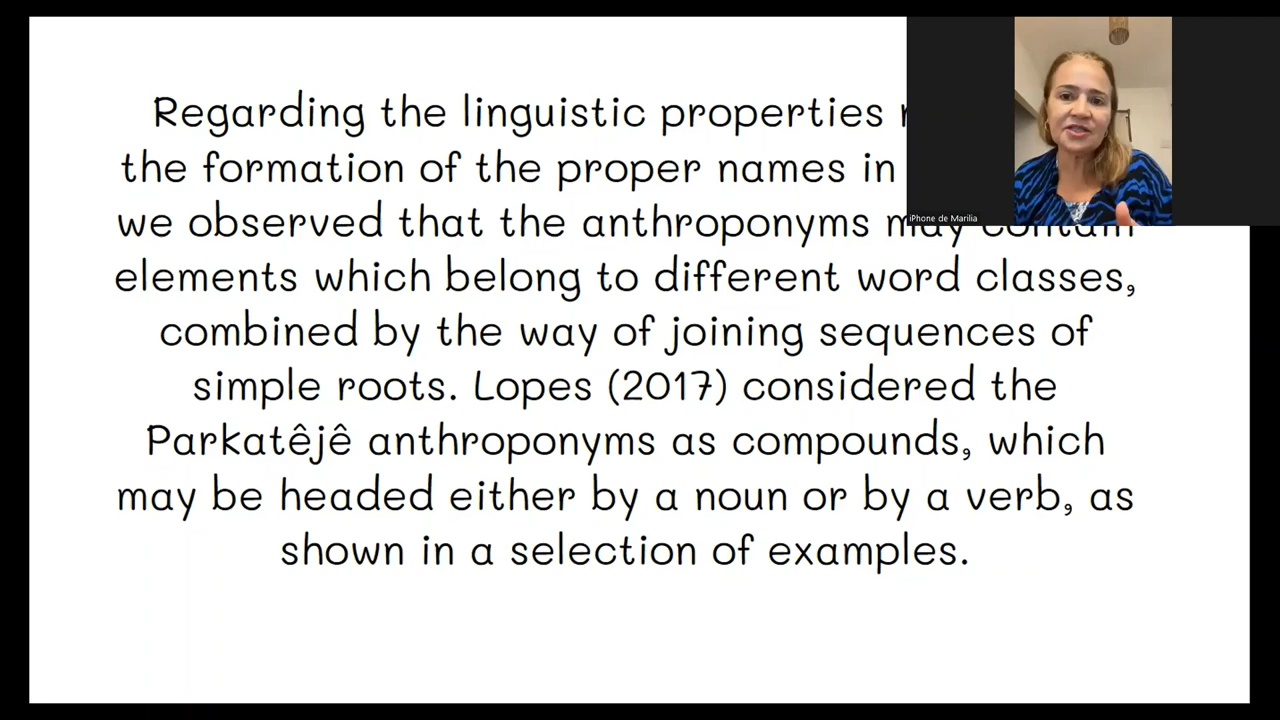 Regarding the linguistic properties
the formation of the proper names in
we observed that the anthroponyms may contain
elements which belong to different word classes,
combined by the way of joining sequences of
simple roots. Lopes (2017) considered the
Parkatêjê anthroponyms as compounds, which
may be headed either by a noun or by a verb, as
shown in a selection of examples.
iPhone de Marilia